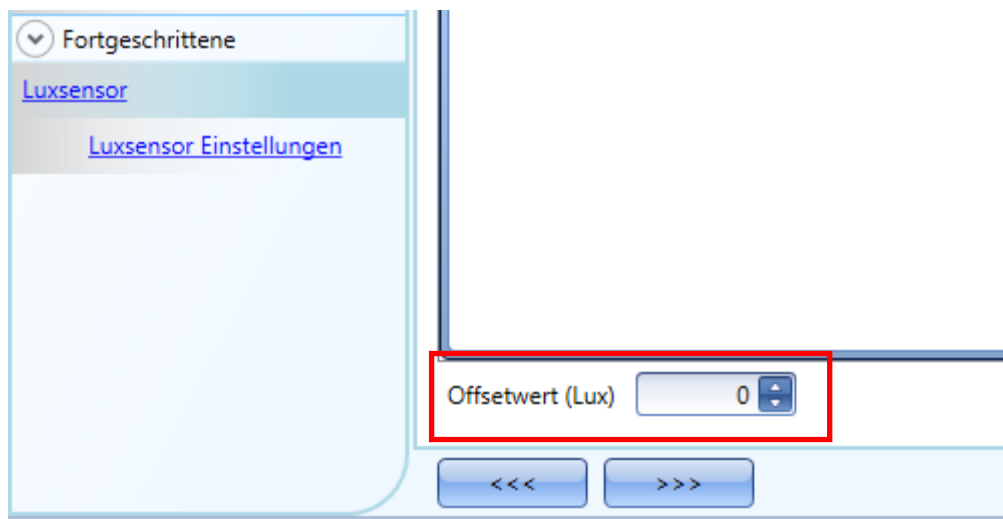 Fortgeschrittene
Luxsensor
Luxsensor Einstellungen
Offsetwert (Lux) 0
<<< >>>